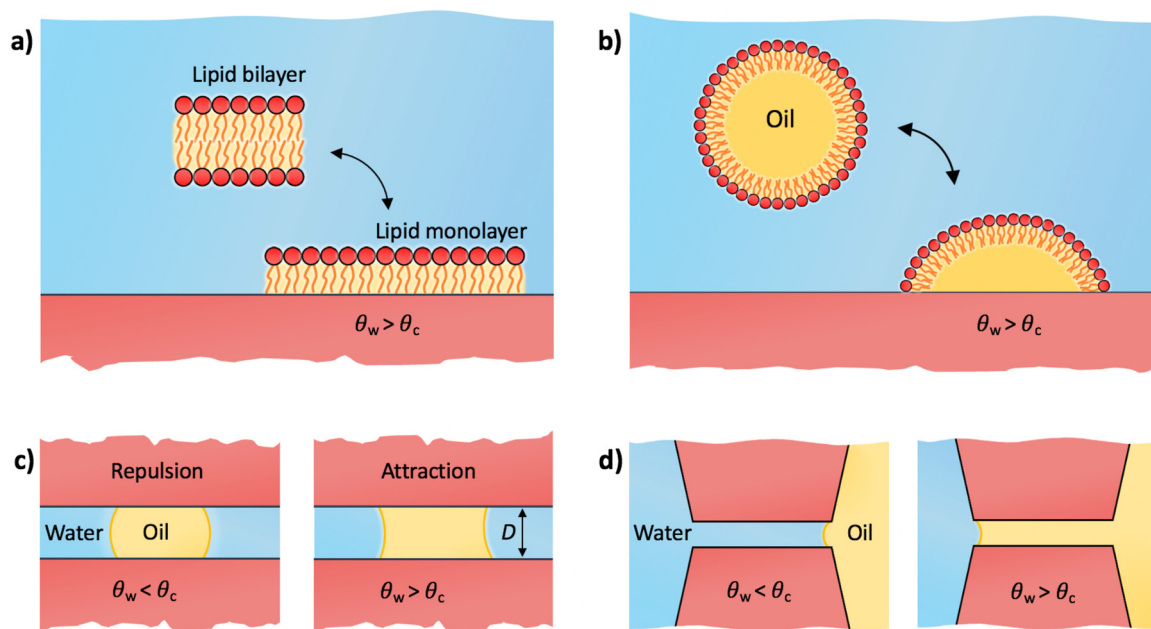 a)
Lipid bilayer
Lipid monolayer
θw > θc
b)
Oil
θw > θc
c)
Repulsion
Water
Oil
θw < θc
Attraction
D
θw > θc
d)
Water
Oil
θw < θc
θw > θc